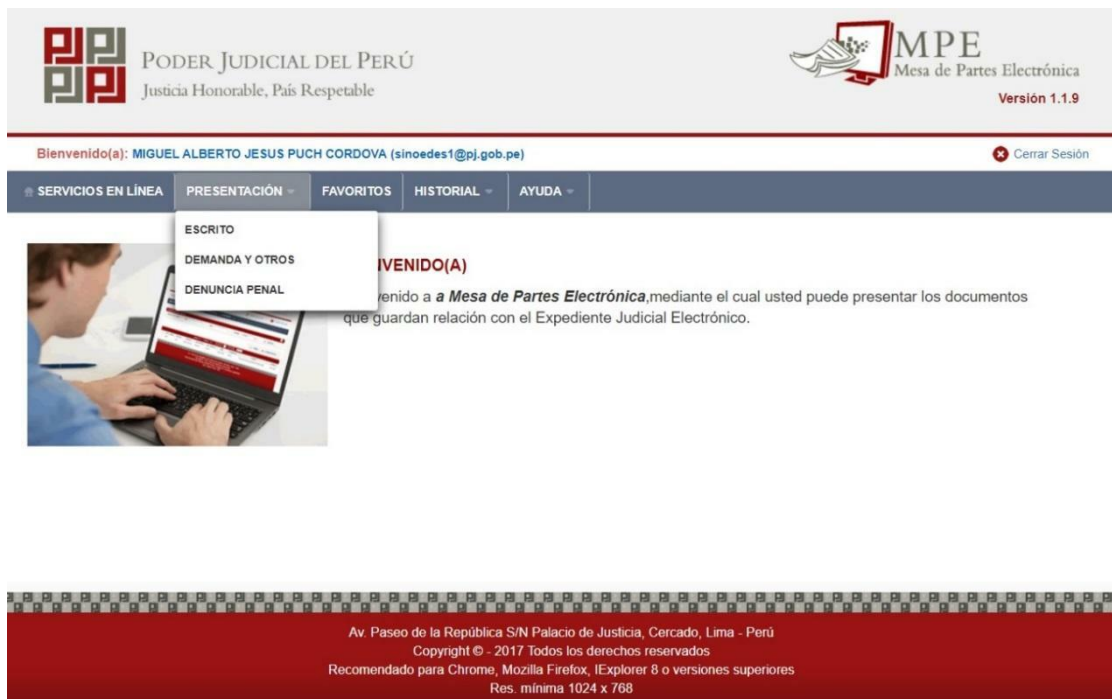 PODER JUDICIAL DEL PERÚ
Justicia Honorable, País Respetable
MPE
Mesa de Partes Electrónica
Versión 1.1.9
Bienvenido(a): MIGUEL ALBERTO JESUS PUCH CORDOVA (sinoedes1@pj.gob.pe)
Cerrar Sesión
SERVICIOS EN LÍNEA PRESENTACIÓN FAVORITOS HISTORIAL AYUDA
ESCRITO
DEMANDA Y OTROS
DENUNCIA PENAL
VENIDO(A)
enido a a Mesa de Partes Electrónica,mediante el cual usted puede presentar los documentos
que guardan relación con el Expediente Judicial Electrónico.
Av. Paseo de la República S/N Palacio de Justicia, Cercado, Lima - Perú
Copyright © - 2017 Todos los derechos reservados
Recomendado para Chrome, Mozilla Firefox, IExplorer 8 o versiones superiores
Res. mínima 1024 x 768